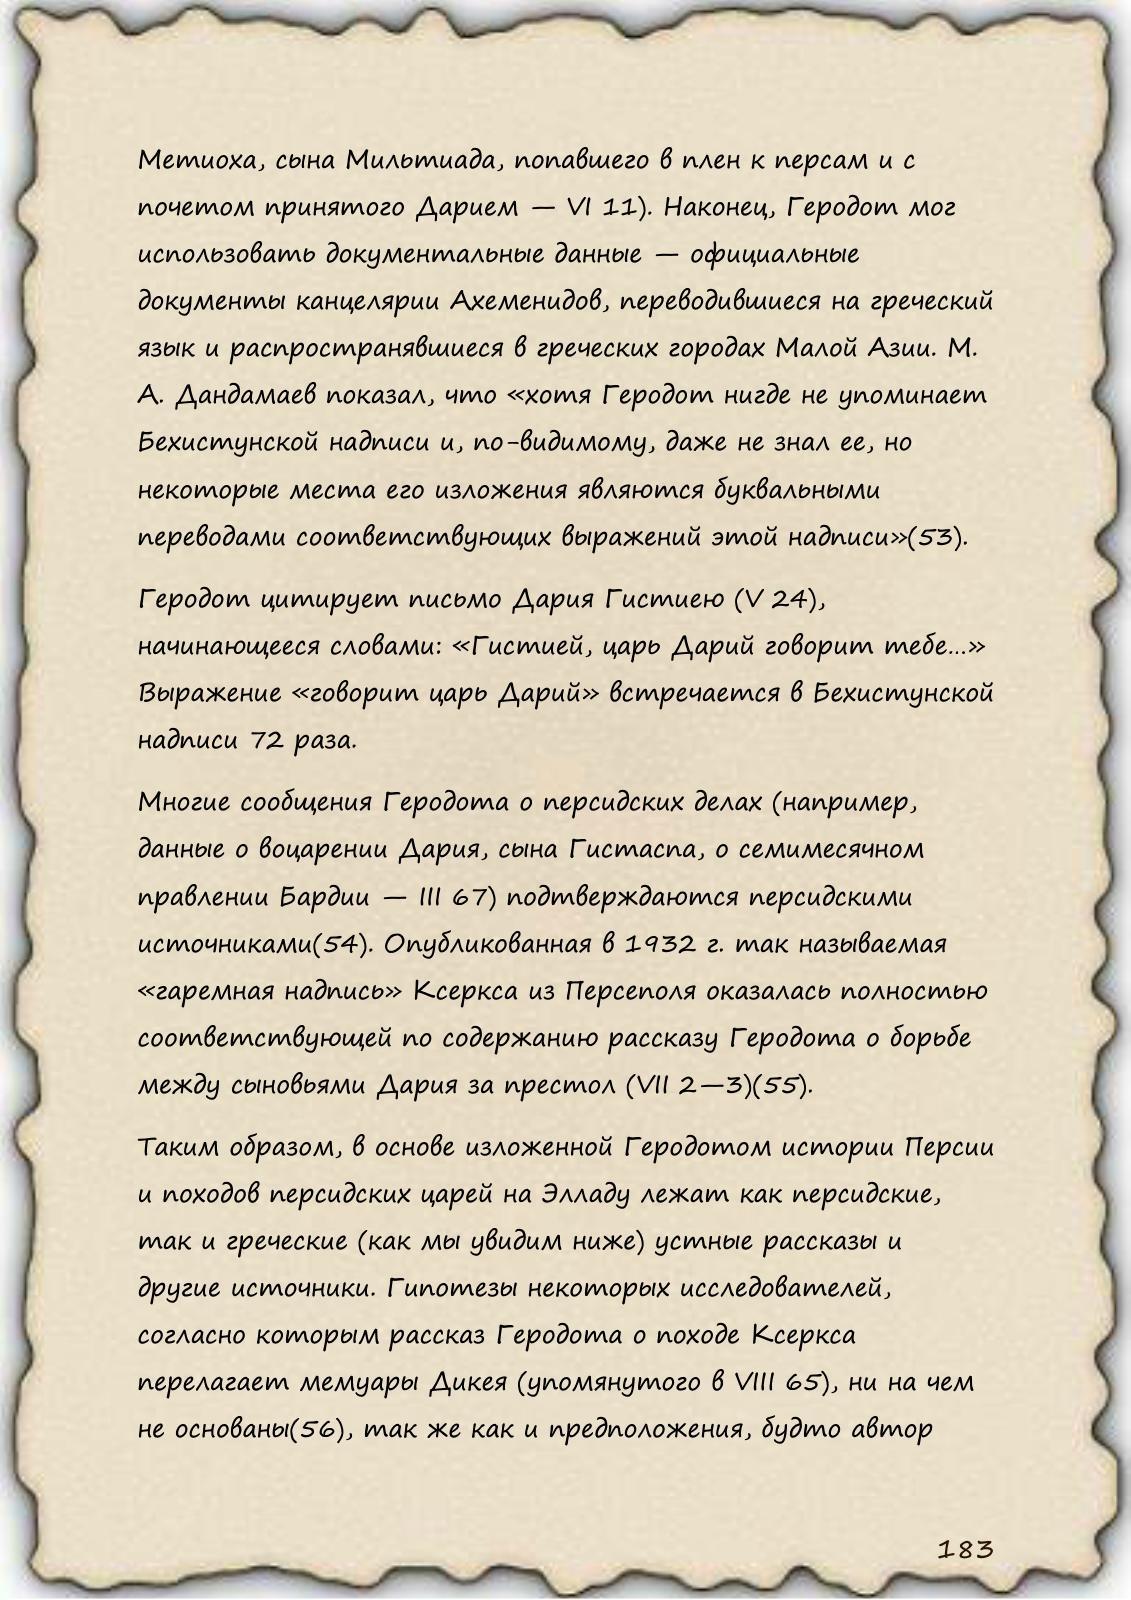 Метиоха, сына Мильтиада, попавшего в плен к персам и с
почетом принятого Дарием — VI 11). Наконец, Геродот мог
использовать документальные данные — официальные
документы канцелярии Ахеменидов, переводившиеся на греческий
язык и распространявшиеся в греческих городах Малой Азии. М.
А. Дандамаев показал, что «хотя Геродот нигде не упоминает
Бехистунской надписи и, по-видимому, даже не знал ее, но
некоторые места его изложения являются буквальными
переводами соответствующих выражений этой надписи»(53).
Геродот цитирует письмо Дария Гистиею (V 24),
начинающееся словами: «Гистией, царь Дарий говорит тебе...»
Выражение «говорит царь Дарий» встречается в Бехистунской
надписи 72 раза.
Многие сообщения Геродота о персидских делах (например,
данные о воцарении Дария, сына Гистаспа, о семимесячном
правлении Бардии — III 67) подтверждаются персидскими
источниками(54). Опубликованная в 1932 г. так называемая
«гаремная надпись» Ксеркса из Персеполя оказалась полностью
соответствующей по содержанию рассказу Геродота о борьбе
между сыновьями Дария за престол (VII 2—3)(55).
Таким образом, в основе изложенной Геродотом истории Персии
и походов персидских царей на Элладу лежат как персидские,
так и греческие (как мы увидим ниже) устные рассказы и
другие источники. Гипотезы некоторых исследователей,
согласно которым рассказ Геродота о походе Ксеркса
перелагает мемуары Дикея (упомянутого в VIII 65), ни на чем
не основаны(56), так же как и предположения, будто автор
183